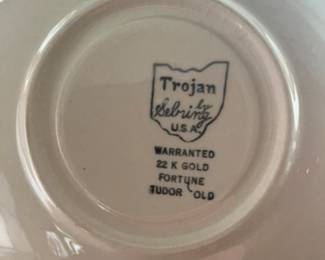 Trojan
by
Sebring
U.S.A.
WARRANTED
22 K GOLD
FORTUNE
TUDOR OLD